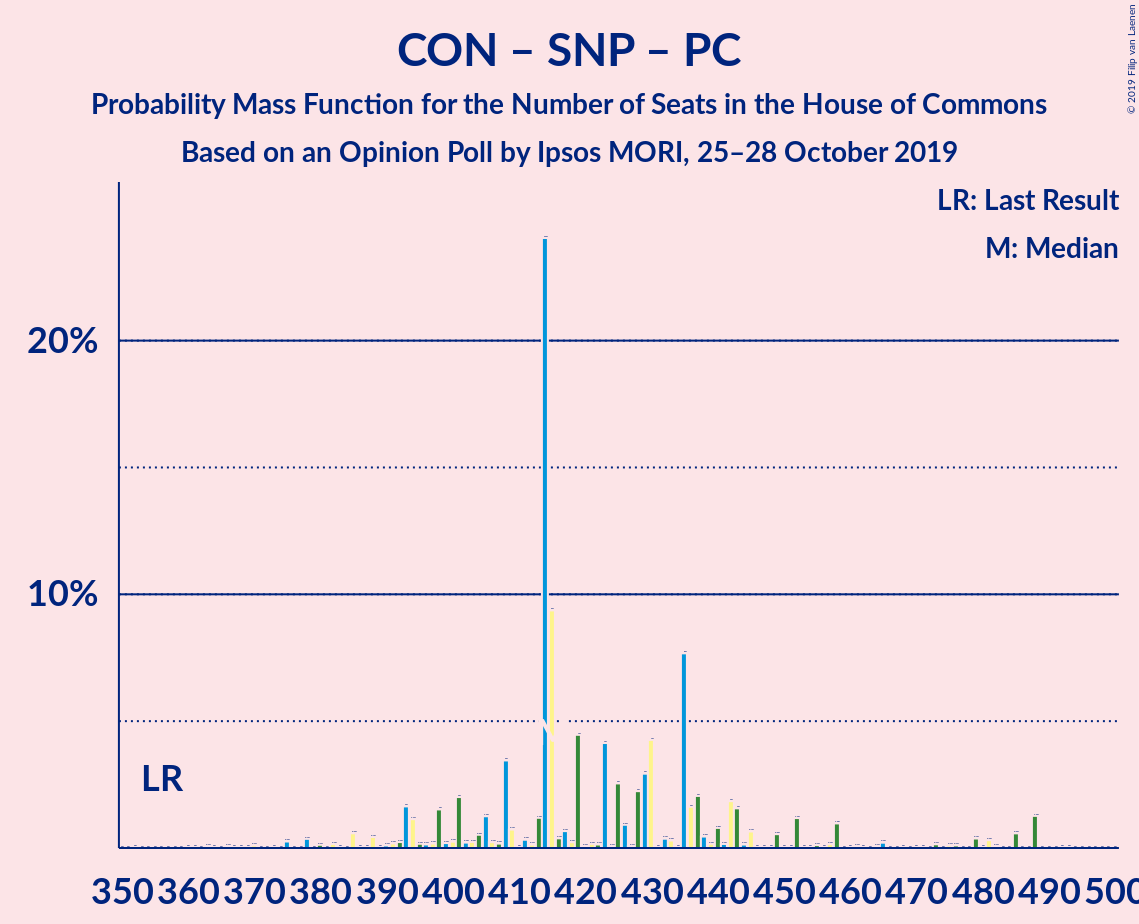 CON – SNP – PC
Probability Mass Function for the Number of Seats in the House of Commons
Based on an Opinion Poll by Ipsos MORI, 25–28 October 2019
© 2019 Filip van Laenen
LR: Last Result
M: Median
20%
10%
LR
350 360 370 380 390 400 410 420 430 440 450 460 470 480 490 500